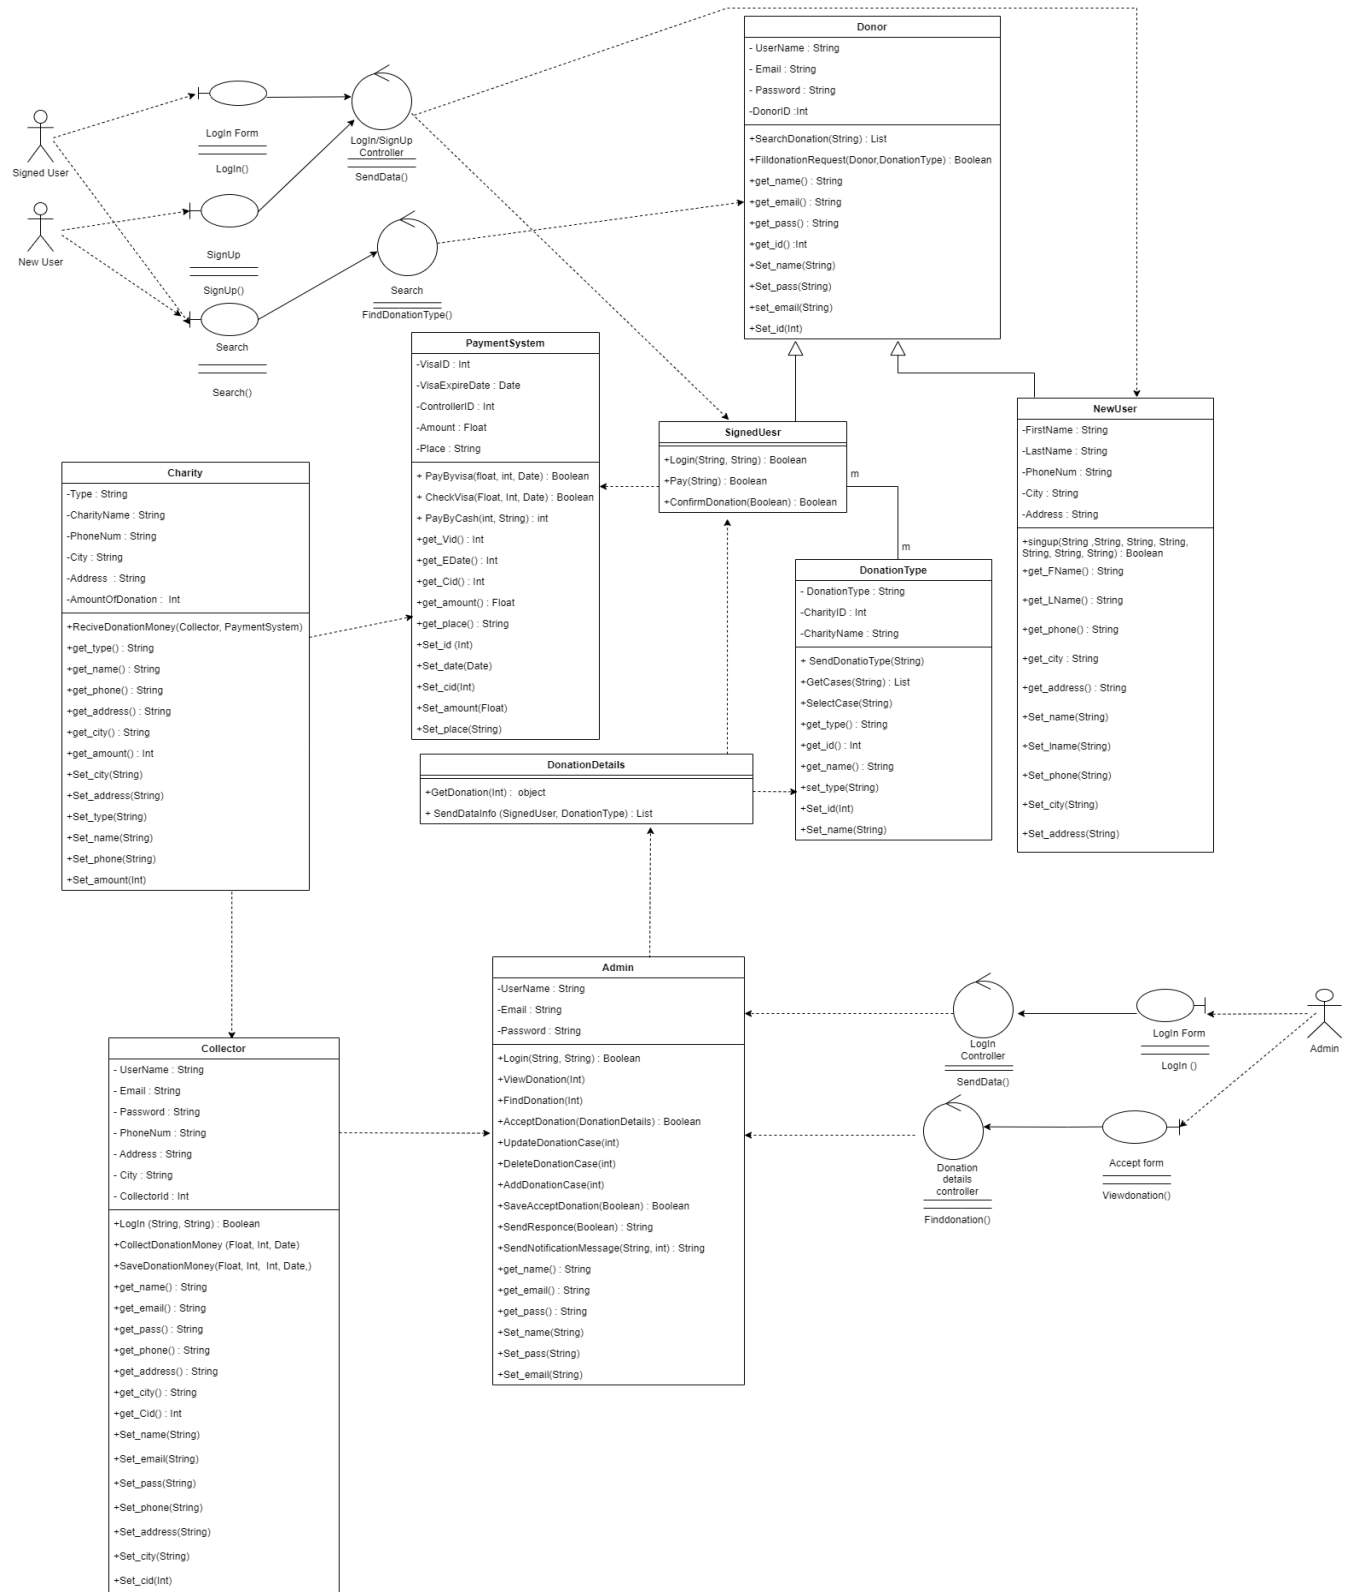 Signed User
New User
LogIn Form
LogIn()
SignUp
SignUp()
Search
Search()
LogIn/SignUp
Controller
SendData()
Search
FindDonationType()
Donor
- UserName : String
- Email : String
- Password : String
-DonorID :Int
+SearchDonation(String) : List
+FilldonationRequest(Donor,DonationType) : Boolean
+get_name() : String
+get_email() : String
+get_pass() : String
+get_id() :Int
+Set_name(String)
+Set_pass(String)
+set_email(String)
+Set_id(Int)
PaymentSystem
-VisaID : Int
-VisaExpireDate : Date
-ControllerID : Int
-Amount : Float
-Place : String
+ PayByvisa(float, int, Date) : Boolean
+ CheckVisa(Float, Int, Date) : Boolean
+ PayByCash(int, String) : int
+get_Vid() : Int
+get_EDate() : Int
+get_Cid() : Int
+get_amount() : Float
+get_place() : String
+Set_id (Int)
+Set_date(Date)
+Set_cid(Int)
+Set_amount(Float)
+Set_place(String)
SignedUesr
+Login(String, String) : Boolean
+Pay(String) : Boolean
+ConfirmDonation(Boolean) : Boolean
m
m
NewUser
-FirstName : String
-LastName : String
-PhoneNum : String
-City : String
-Address : String
+singup(String ,String, String, String,
String, String, String) : Boolean
+get_FName() : String
+get_LName() : String
+get_phone() : String
+get_city : String
+get_address() : String
+Set_name(String)
+Set_lname(String)
+Set_phone(String)
+Set_city(String)
+Set_address(String)
Charity
-Type : String
-CharityName : String
-PhoneNum : String
-City : String
-Address : String
-AmountOfDonation : Int
+ReciveDonationMoney(Collector, PaymentSystem)
+get_type() : String
+get_name() : String
+get_phone() : String
+get_address() : String
+get_city() : String
+get_amount() : Int
+Set_city(String)
+Set_address(String)
+Set_type(String)
+Set_name(String)
+Set_phone(String)
+Set_amount(Int)
DonationType
- DonationType : String
-CharityID : Int
-CharityName : String
+ SendDonatioType(String)
+GetCases(String) : List
+SelectCase(String)
+get_type() : String
+get_id() : Int
+get_name() : String
+set_type(String)
+Set_id(Int)
+Set_name(String)
DonationDetails
+GetDonation(Int) : object
+ SendDataInfo (SignedUser, DonationType) : List
Admin
-UserName : String
-Email : String
-Password : String
+Login(String, String) : Boolean
+ViewDonation(Int)
+FindDonation(Int)
+AcceptDonation(DonationDetails) : Boolean
+UpdateDonationCase(int)
+DeleteDonationCase(int)
+AddDonationCase(int)
+SaveAcceptDonation(Boolean) : Boolean
+SendResponce(Boolean) : String
+SendNotificationMessage(String, int) : String
+get_name() : String
+get_email() : String
+get_pass() : String
+Set_name(String)
+Set_pass(String)
+Set_email(String)
LogIn
Controller
SendData()
LogIn Form
LogIn ()
Admin
Donation
details
controller
Finddonation()
Accept form
Viewdonation()
Collector
- UserName : String
- Email : String
- Password : String
- PhoneNum : String
- Address : String
- City : String
- CollectorId : Int
+LogIn (String, String) : Boolean
+CollectDonationMoney (Float, Int, Date)
+SaveDonationMoney(Float, Int, Int, Date,)
+get_name() : String
+get_email() : String
+get_pass() : String
+get_phone() : String
+get_address() : String
+get_city() : String
+get_Cid() : Int
+Set_name(String)
+Set_email(String)
+Set_pass(String)
+Set_phone(String)
+Set_address(String)
+Set_city(String)
+Set_cid(Int)